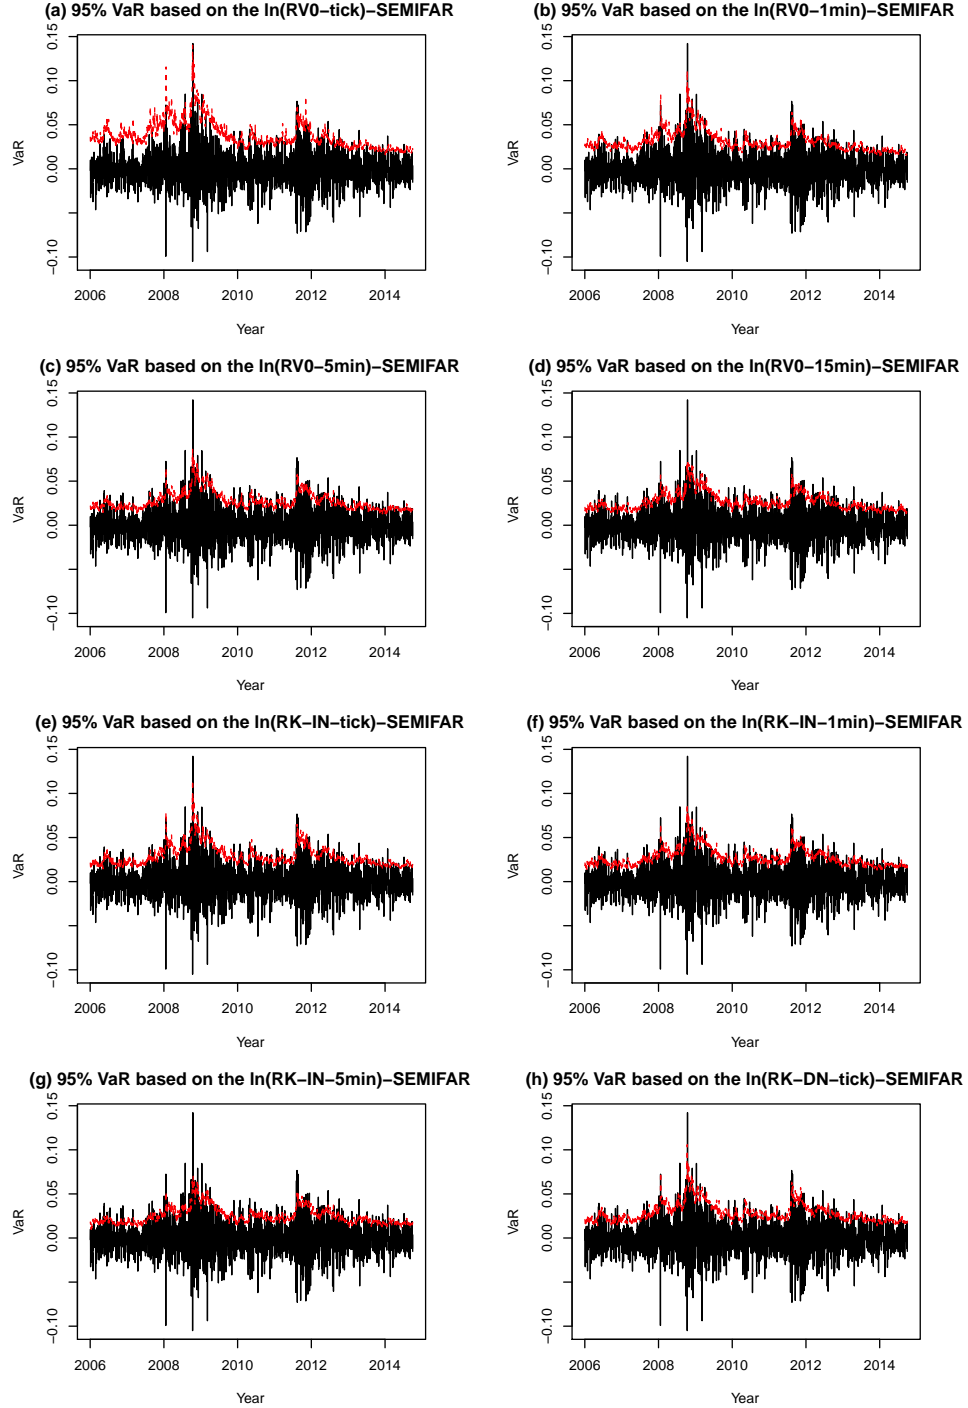 (a) 95% VaR based on the ln(RV0−tick)−SEMIFAR
VaR
0.15
0.10
0.05
0.00
−0.10
2006 2008 2010 2012 2014
Year
(b) 95% VaR based on the ln(RV0−1min)−SEMIFAR
VaR
0.15
0.10
0.05
0.00
−0.10
2006 2008 2010 2012 2014
Year
(c) 95% VaR based on the ln(RV0−5min)−SEMIFAR
VaR
0.15
0.10
0.05
0.00
−0.10
2006 2008 2010 2012 2014
Year
(d) 95% VaR based on the ln(RV0−15min)−SEMIFAR
VaR
0.15
0.10
0.05
0.00
−0.10
2006 2008 2010 2012 2014
Year
(e) 95% VaR based on the ln(RK−IN−tick)−SEMIFAR
VaR
0.15
0.10
0.05
0.00
−0.10
2006 2008 2010 2012 2014
Year
(f) 95% VaR based on the ln(RK−IN−1min)−SEMIFAR
VaR
0.15
0.10
0.05
0.00
−0.10
2006 2008 2010 2012 2014
Year
(g) 95% VaR based on the ln(RK−IN−5min)−SEMIFAR
VaR
0.15
0.10
0.05
0.00
−0.10
2006 2008 2010 2012 2014
Year
(h) 95% VaR based on the ln(RK−DN−tick)−SEMIFAR
VaR
0.15
0.10
0.05
0.00
−0.10
2006 2008 2010 2012 2014
Year